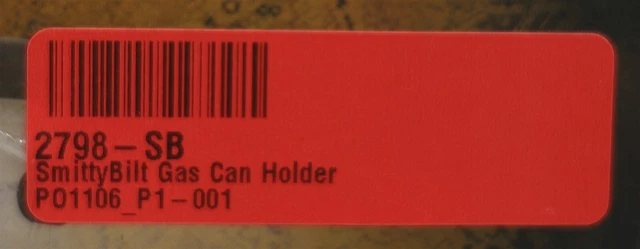 2798-SB
SmittyBilt Gas Can Holder
PO1106_P1-001